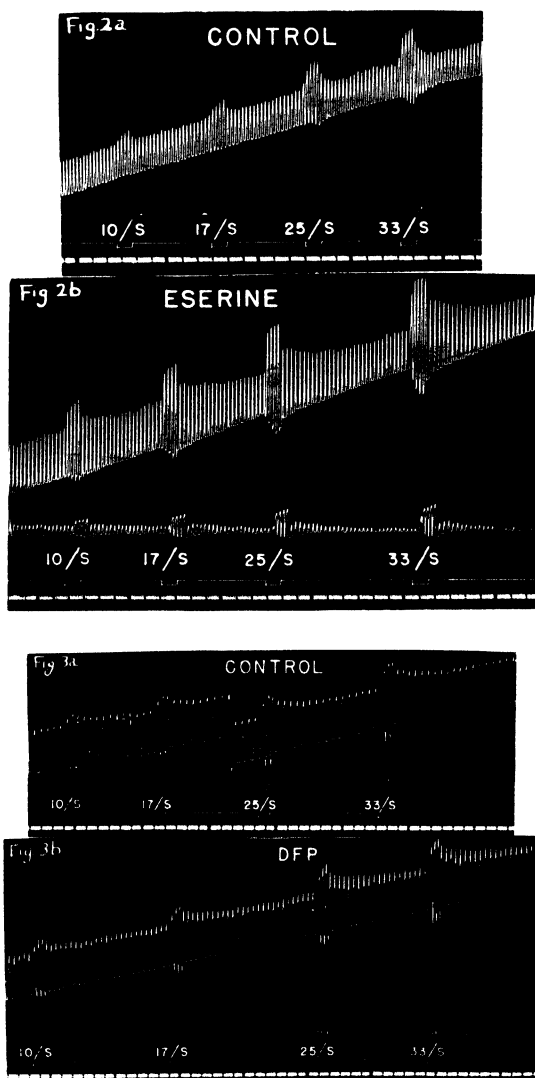 Fig.2a
CONTROL
10/S 17/S 25/S 33/S
Fig 2b
ESERINE
10/S 17/S 25/S 33/S
Fig 3a
CONTROL
10/S 17/S 25/S 33/S
Fig 3b
DFP
10/S 17/S 25/S 33/S